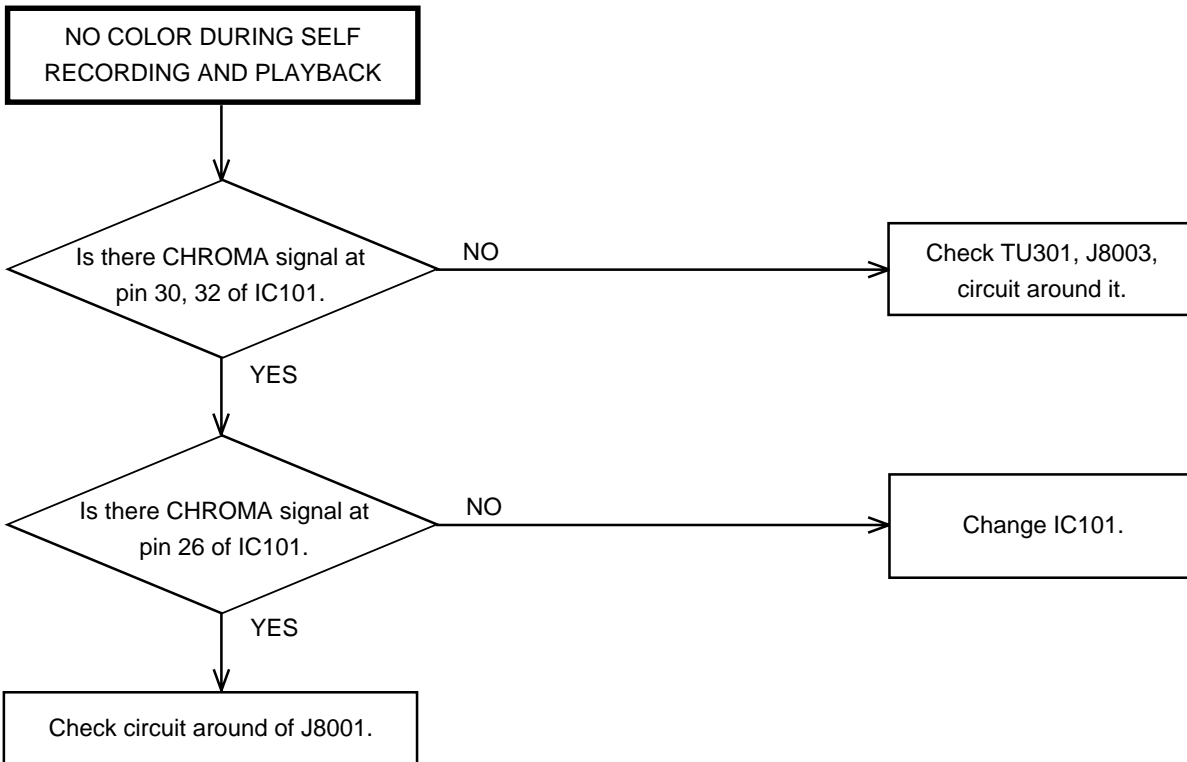 NO COLOR DURING SELF
RECORDING AND PLAYBACK
Is there CHROMA signal at
pin 30, 32 of IC101.
NO
Check TU301, J8003,
circuit around it.
YES
Is there CHROMA signal at
pin 26 of IC101.
NO
Change IC101.
YES
Check circuit around of J8001.